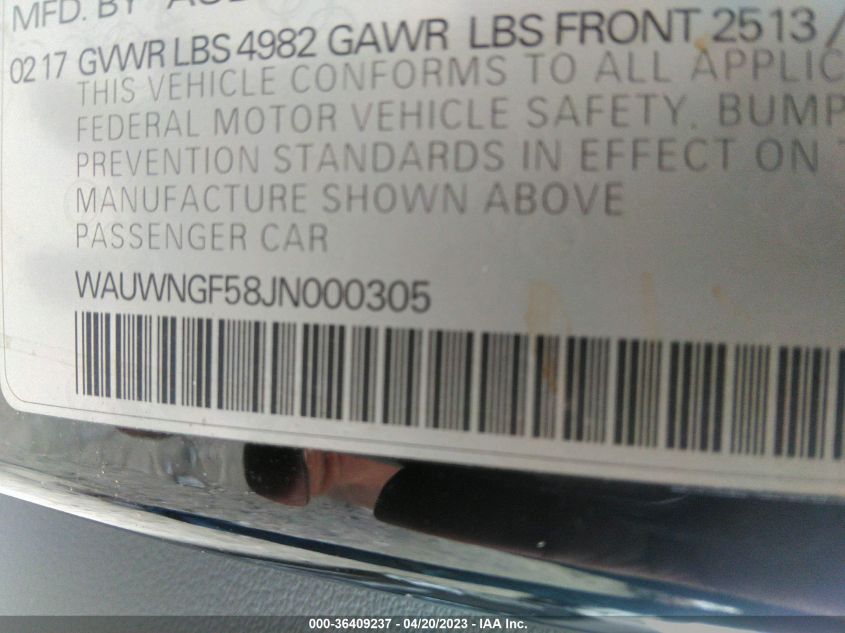 MFD. BY
02 17 GVWR LBS 4982 GAWR LBS FRONT 2513
THIS VEHICLE CONFORMS TO ALL
FEDERAL MOTOR VEHICLE SAFETY. BUMP
PREVENTION STANDARDS IN EFFECT ON
MANUFACTURE SHOWN ABOVE
PASSENGER CAR
WAUWNGF58JN000305
000-36409237 - 04/20/2023 - IAA Inc.